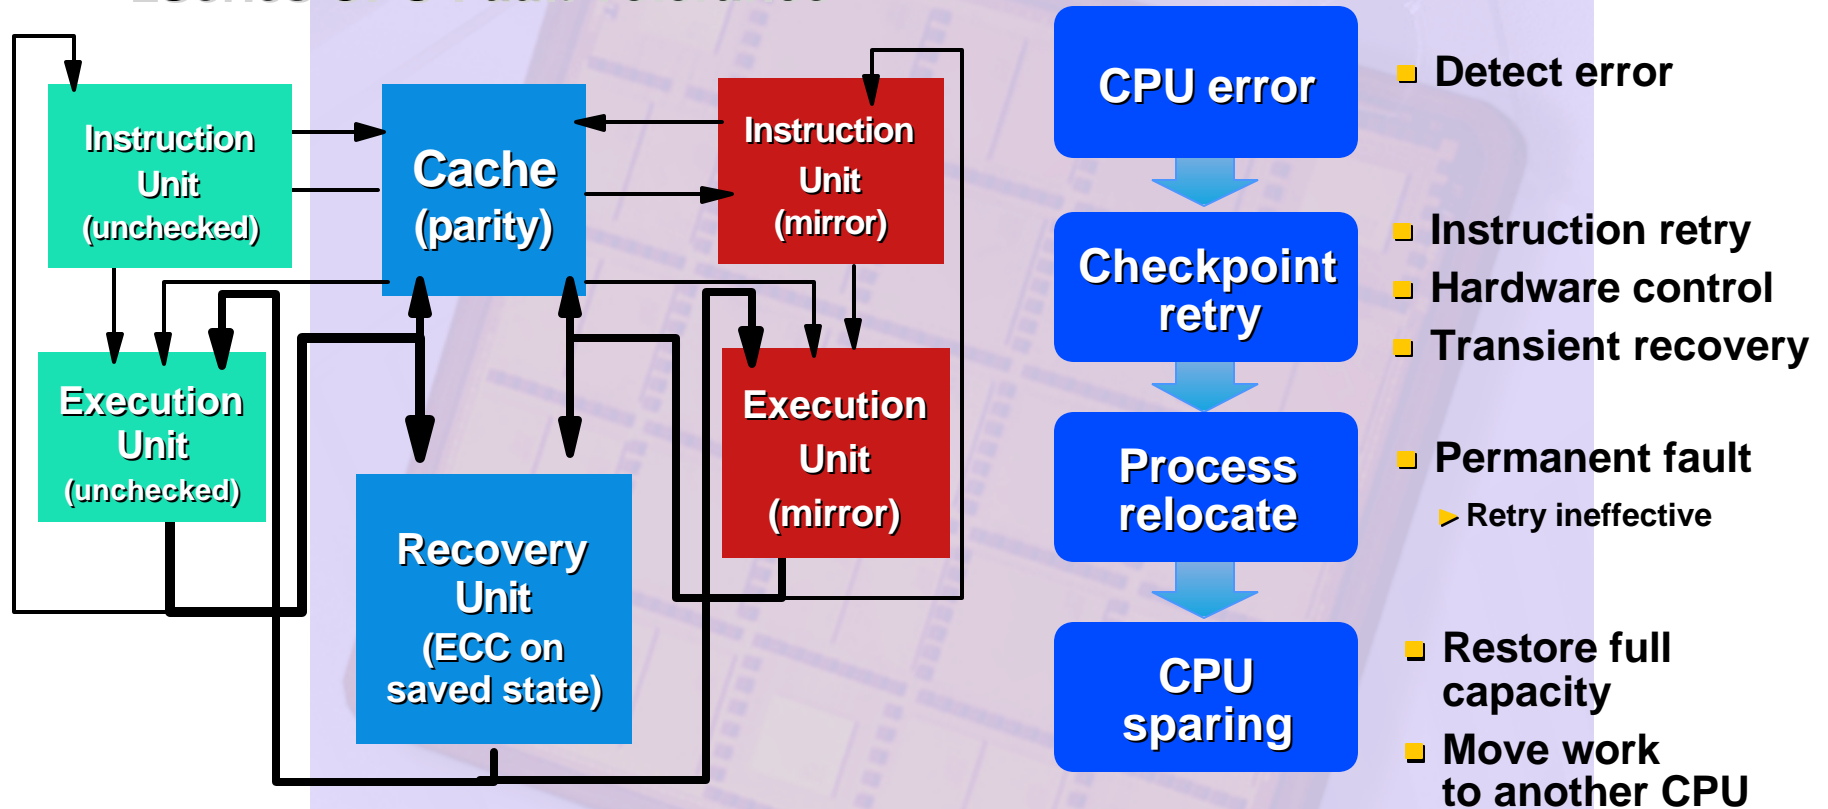 Instruction
Unit
(unchecked)
Cache
(parity)
Instruction
Unit
(mirror)
Execution
Unit
(unchecked)
Execution
Unit
(mirror)
Recovery
Unit
(ECC on
saved state)
CPU error
Detect error
Checkpoint
retry
Instruction retry
Hardware control
Transient recovery
Process
relocate
Permanent fault
Retry ineffective
CPU
sparing
Restore full
capacity
Move work
to another CPU